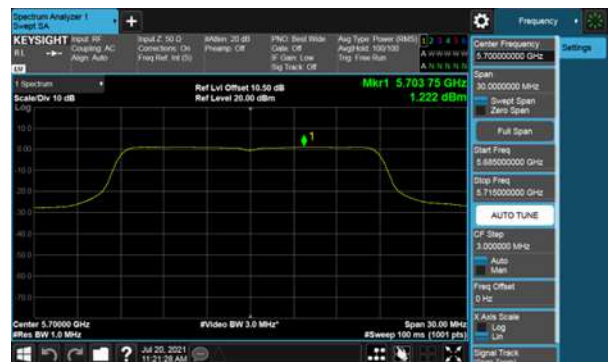 Spectrum Analyzer 1
Swept SA
+
Frequency
KEYSIGHT Input: RF Input Z: 50 Ω #Atten: 20 dB PNO: Best Wide Avg Type: Power (RMS) 1 2 3 4 5 6
RL Coupling: AC Corrections: On Preamp: Off Gate: Off Avg|Hold: 100/100 A W W W W W
Align: Auto Freq Ref: Int (S) IF Gain: Low Trig: Free Run
Sig Track: Off A N N N N N
1 Spectrum
Scale/Div 10 dB
Log
Ref Lvl Offset 10.50 dB
Ref Level 20.00 dBm
Mkr1 5.703 75 GHz
1.222 dBm
10.0
0.00
1
Center 5.70000 GHz
#Res BW 1.0 MHz
#Video BW 3.0 MHz*
Span 30.00 MHz
#Sweep 100 ms (1001 pts)
Jul 20, 2021
11:21:28 AM
Center Frequency
5.700000000 GHz
Settings
Span
30.0000000 MHz
Swept Span
Zero Span
Full Span
Start Freq
5.685000000 GHz
Stop Freq
5.715000000 GHz
AUTO TUNE
CF Step
3.000000 MHz
Auto
Man
Freq Offset
0 Hz
X Axis Scale
Log
Lin
Signal Track